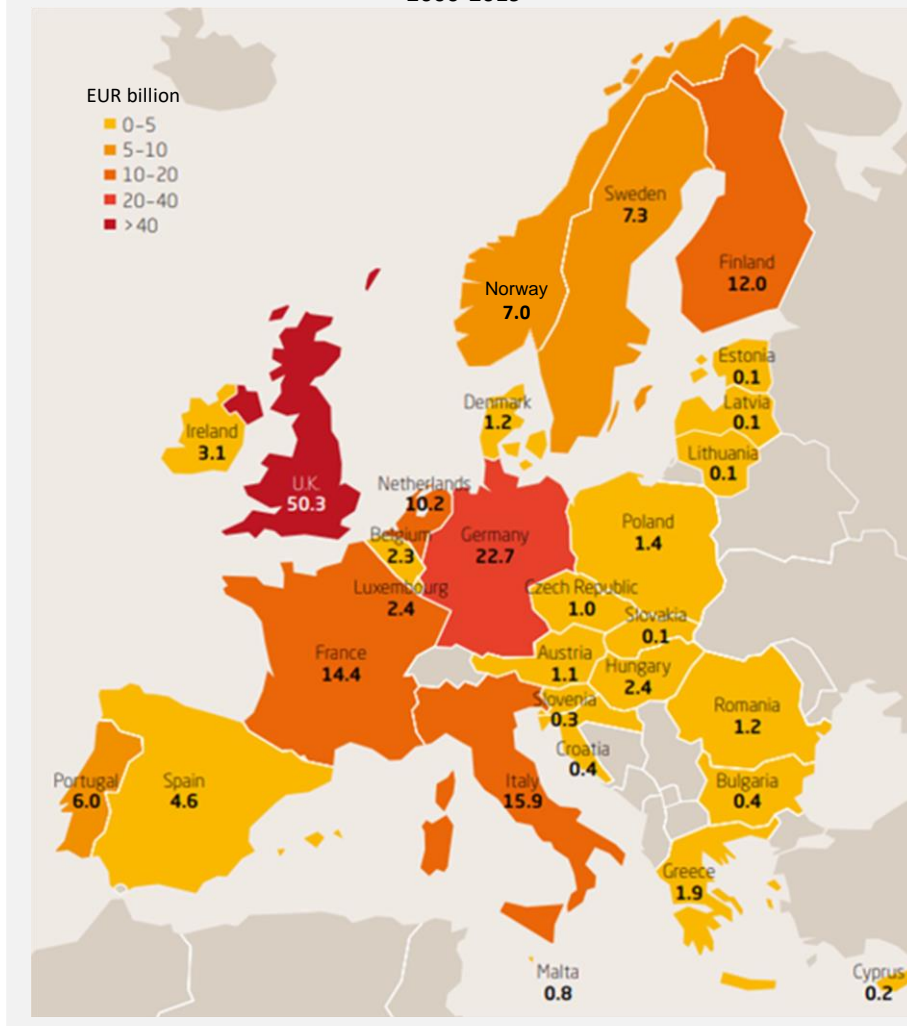 EUR billion
0-5
5-10
10-20
20-40
>40
Sweden
7.3
Finland
12.0
Norway
7.0
Estonia
0.1
Denmark
1.2
Latvia
0.1
Ireland
3.1
Lithuania
0.1
U.K.
50.3
Netherlands
10.2
Poland
1.4
Belgium
2.3
Germany
22.7
Luxembourg
2.4
Czech Republic
1.0
Slovakia
0.1
France
14.4
Austria
1.1
Hungary
2.4
Slovenia
0.3
Romania
1.2
Croatia
0.4
Portugal
6.0
Spain
4.6
Italy
15.9
Bulgaria
0.4
Greece
1.9
Malta
0.8
Cyprus
0.2